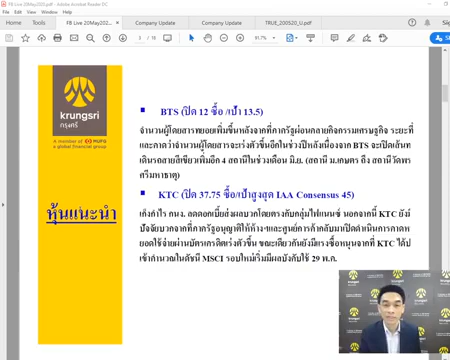 FB Live 20May2020.pdf - Adobe Acrobat Reader DC
File Edit View Window Help
FB Live 20May202...
Company Update
Company Update
TRUE_200520_U.pdf
1 / 18
91.7%
krungsri
กรุงศรี
A member of MUFG
a global financial group
หุ้นแนะนำ
BTS (ปิด 12 ซื้อ /เป้า 13.5)
จำนวนผู้โดยสารทยอยเพิ่มขึ้นหลังจากที่ภาครัฐผ่อนคลายกิจกรรมเศรษฐกิจ ระยะที่
และคาดว่าจำนวนผู้โดยสารจะเร่งตัวขึ้นอีกในช่วงปีหลังเนื่องจาก BTS จะเปิดเส้นท
เดินรถสายสีเขียวเพิ่มอีก 4 สถานีในช่วงเดือน มิ.ย. (สถานี ม.เกษตร ถึง สถานีวัดพร
ศรีมหาธาตุ)
KTC (ปิด 37.75 ซื้อ/เป้าสูงสุด IAA Consensus 45)
เก็งกำไร กนง. ลดดอกเบี้ยส่งผลบวกโดยตรงกับกลุ่มไฟแนนซ์ นอกจากนี้ KTC ยังมี
ปัจจัยบวกจากที่ภาครัฐอนุญาตให้ห้างฯและศูนย์การค้ากลับมาเปิดดำเนินการคาดห
ยอดใช้จ่ายผ่านบัตรเครดิตเร่งตัวขึ้น ขณะเดียวกันยังมีแรงซื้อหนุนจากที่ KTC ได้ป
เข้าคำนวณในดัชนี MSCI รอบใหม่เริ่มมีผลบังคับใช้ 29 พ.ค.